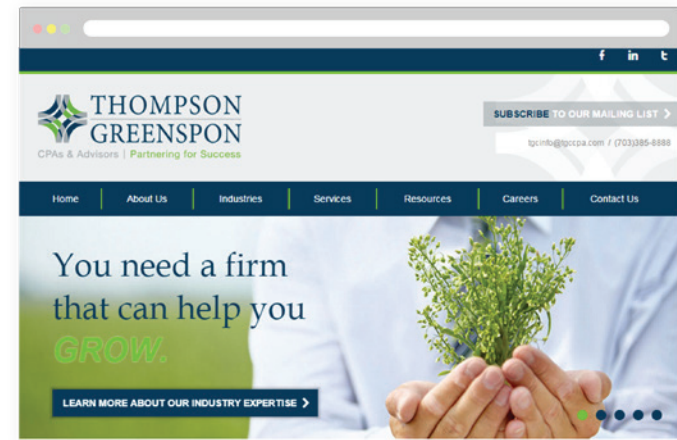 f in t
THOMPSON
GREENSPON
CPAs & Advisors | Partnering for Success
SUBSCRIBE TO OUR MAILING LIST >
tgcinfo@tgccpa.com / (703)385-8888
Home About Us Industries Services Resources Careers Contact Us
You need a firm
that can help you
GROW.
LEARN MORE ABOUT OUR INDUSTRY EXPERTISE >